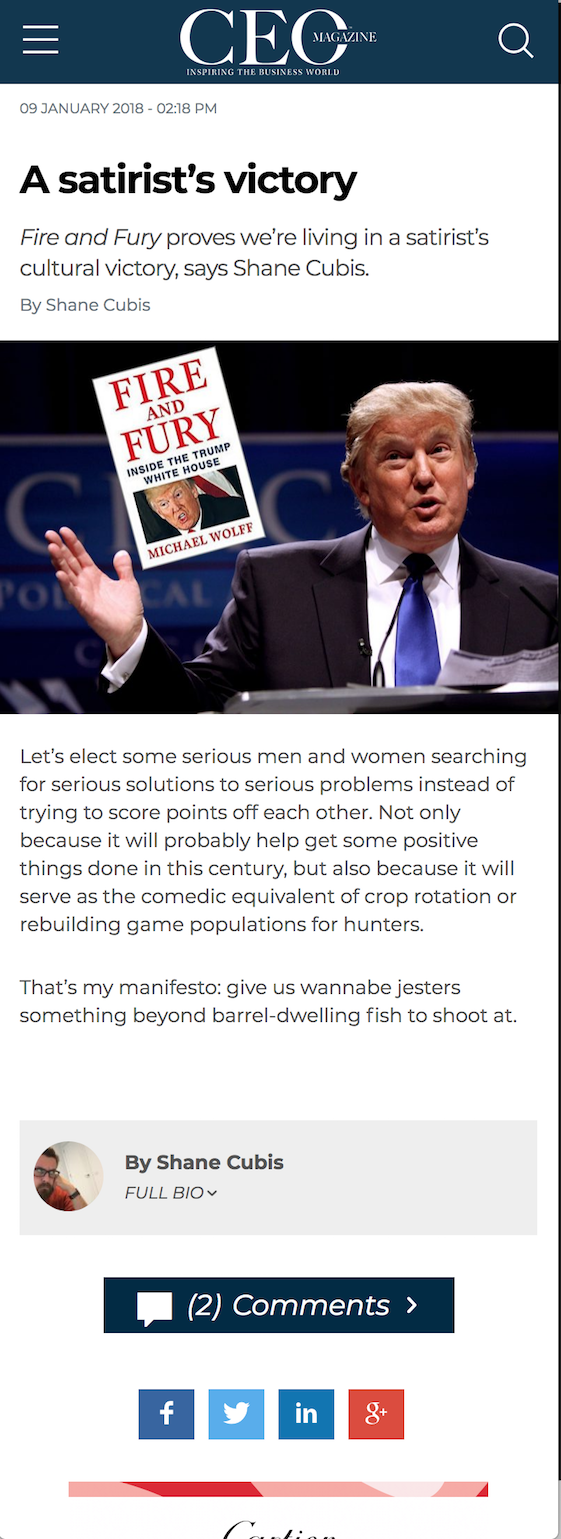 CEO
MAGAZINE
INSPIRING THE BUSINESS WORLD
09 JANUARY 2018 - 02:18 PM
A satirist’s victory
Fire and Fury proves we’re living in a satirist’s
cultural victory, says Shane Cubis.
By Shane Cubis
FIRE
AND
FURY
INSIDE THE TRUMP
WHITE HOUSE
MICHAEL WOLFF
Let’s elect some serious men and women searching
for serious solutions to serious problems instead of
trying to score points off each other. Not only
because it will probably help get some positive
things done in this century, but also because it will
serve as the comedic equivalent of crop rotation or
rebuilding game populations for hunters.
That’s my manifesto: give us wannabe jesters
something beyond barrel-dwelling fish to shoot at.
By Shane Cubis
FULL BIO
(2) Comments
f
in
g+